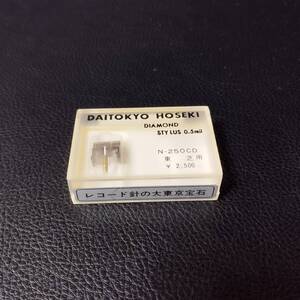 DAITOKYO HOSEKI
DIAMOND
STYLUS 0.5mil
N-250CD
東芝用
¥2,500
レコード針の大東京宝石